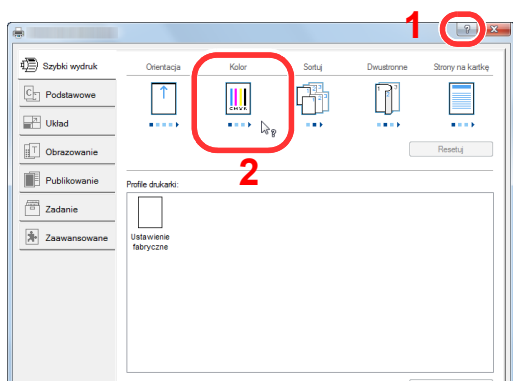 1
?
Szybki wydruk
Podstawowe
Układ
Obrazowanie
Publikowanie
Zadanie
Zaawansowane
Orientacja
Kolor
Sortuj
Dwustronne
Strony na kartkę
CMYK
?
Resetuj
2
Profile drukarki:
Ustawienie
fabryczne